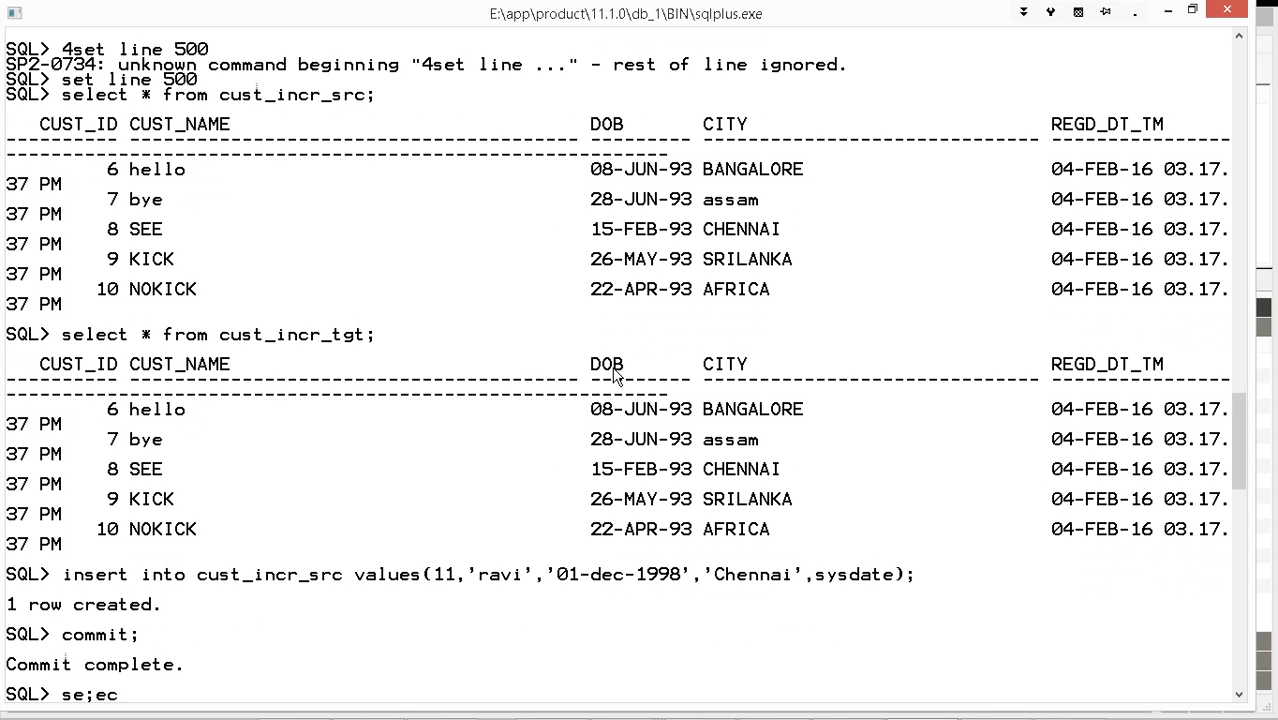 E:\app\product\11.1.0\db_1\BIN\sqlplus.exe
SQL> 4set line 500
SP2-0734: unknown command beginning "4set line ..." - rest of line ignored.
SQL> set line 500
SQL> select * from cust_incr_src;
CUST_ID CUST_NAME DOB CITY REGD_DT_TM
6 hello 08-JUN-93 BANGALORE 04-FEB-16 03.17.
37 PM
7 bye 28-JUN-93 assam 04-FEB-16 03.17.
37 PM
8 SEE 15-FEB-93 CHENNAI 04-FEB-16 03.17.
37 PM
9 KICK 26-MAY-93 SRILANKA 04-FEB-16 03.17.
37 PM
10 NOKICK 22-APR-93 AFRICA 04-FEB-16 03.17.
37 PM
SQL> select * from cust_incr_tgt;
CUST_ID CUST_NAME DOB CITY REGD_DT_TM
6 hello 08-JUN-93 BANGALORE 04-FEB-16 03.17.
37 PM
7 bye 28-JUN-93 assam 04-FEB-16 03.17.
37 PM
8 SEE 15-FEB-93 CHENNAI 04-FEB-16 03.17.
37 PM
9 KICK 26-MAY-93 SRILANKA 04-FEB-16 03.17.
37 PM
10 NOKICK 22-APR-93 AFRICA 04-FEB-16 03.17.
37 PM
SQL> insert into cust_incr_src values(11,'ravi','01-dec-1998','Chennai',sysdate);
1 row created.
SQL> commit;
Commit complete.
SQL> se;ec